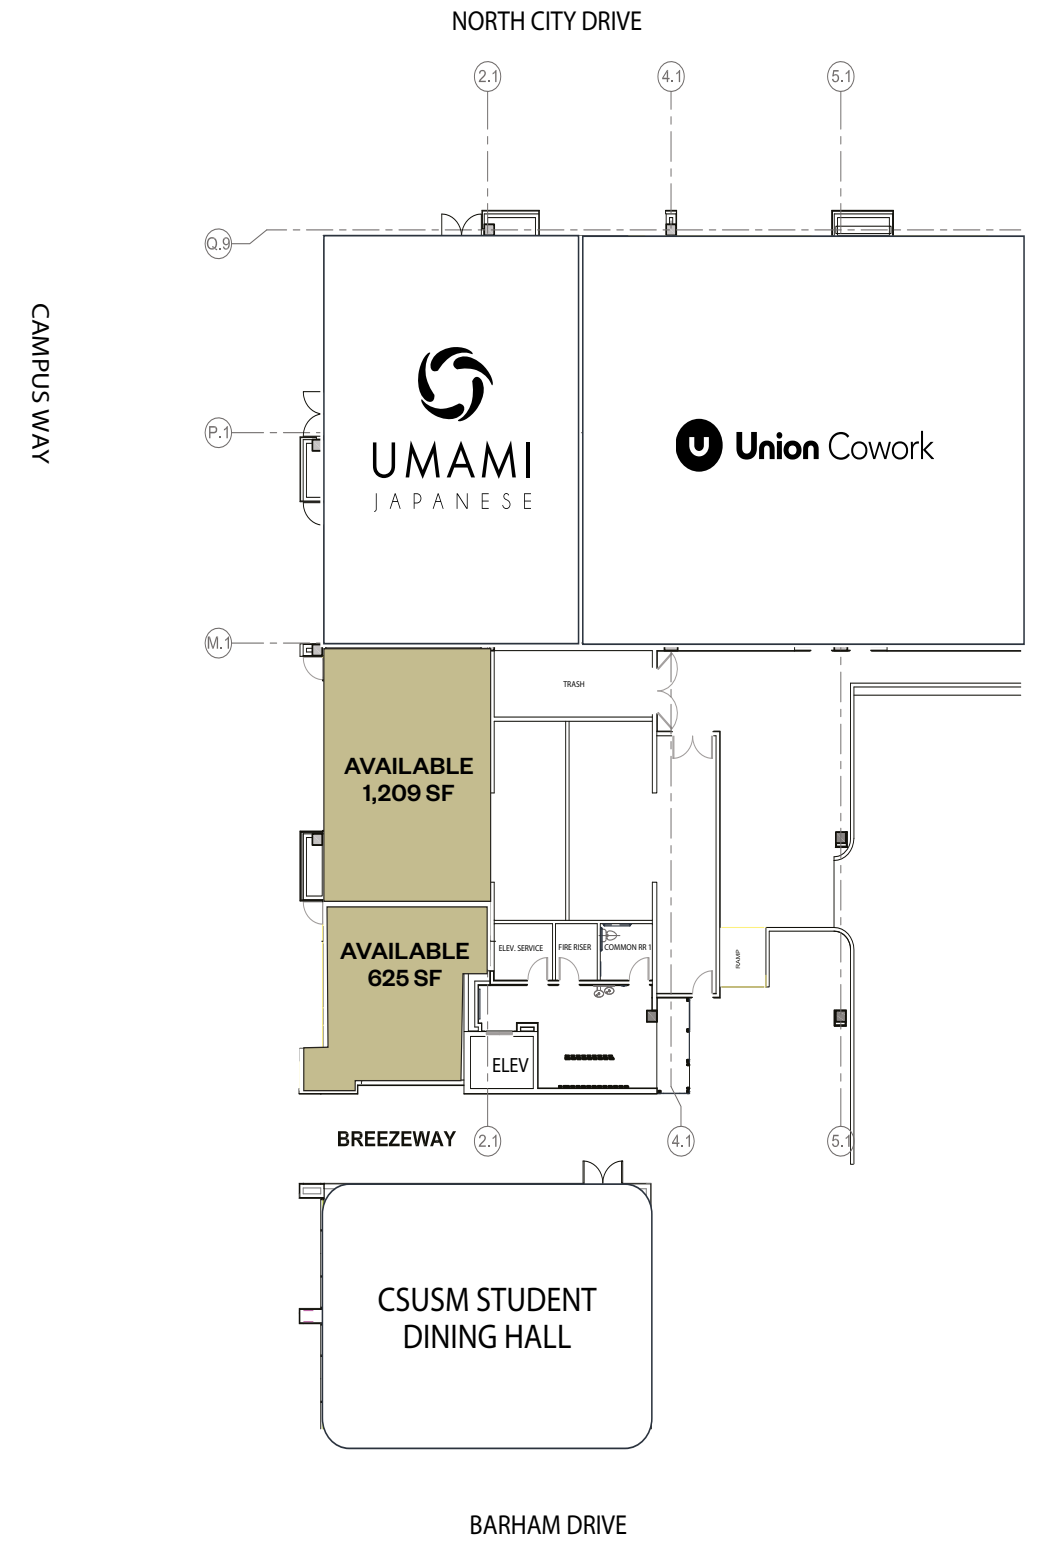 NORTH CITY DRIVE
2.1
4.1
5.1
Q.9
CAMPUS WAY
UMAMI
JAPANESE
U Union Cowork
P.1
M.1
TRASH
AVAILABLE
1,209 SF
AVAILABLE
625 SF
ELEV. SERVICE
FIRE RISER
COMMON RR 1
RAMP
ELEV
BREEZEWAY
2.1
4.1
5.1
CSUSM STUDENT
DINING HALL
BARHAM DRIVE